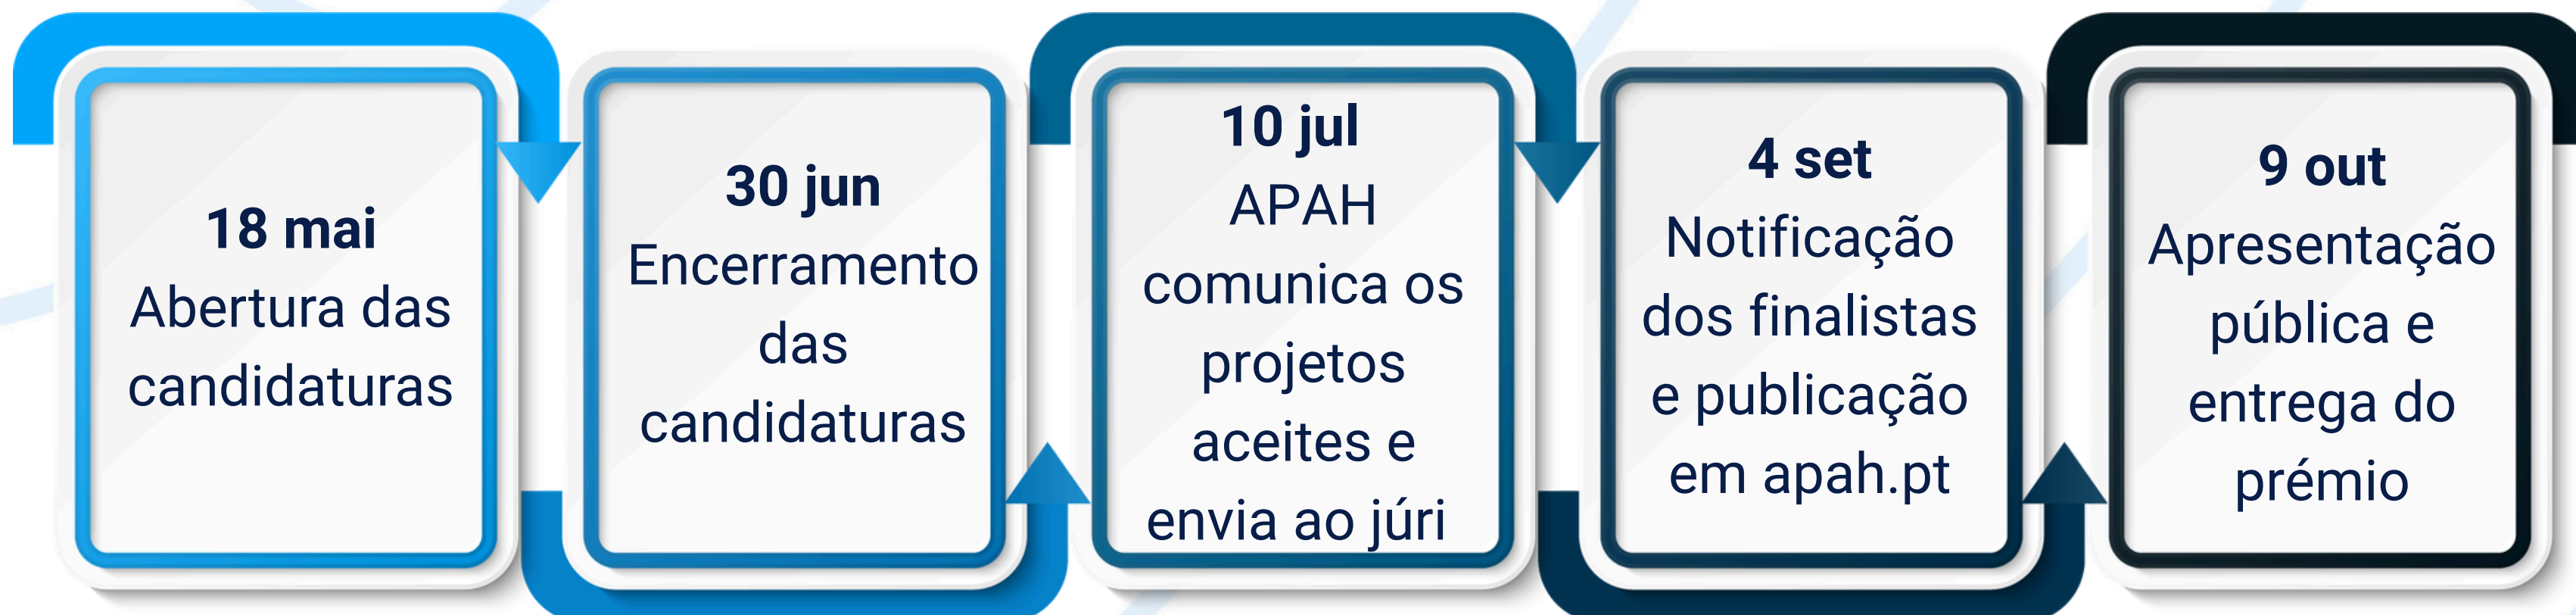 18 mai
Abertura das
candidaturas
30 jun
Encerramento
das
candidaturas
10 jul
APAH
comunica os
projetos
aceites e
envia ao júri
4 set
Notificação
dos finalistas
e publicação
em apah.pt
9 out
Apresentação
pública e
entrega do
prémio